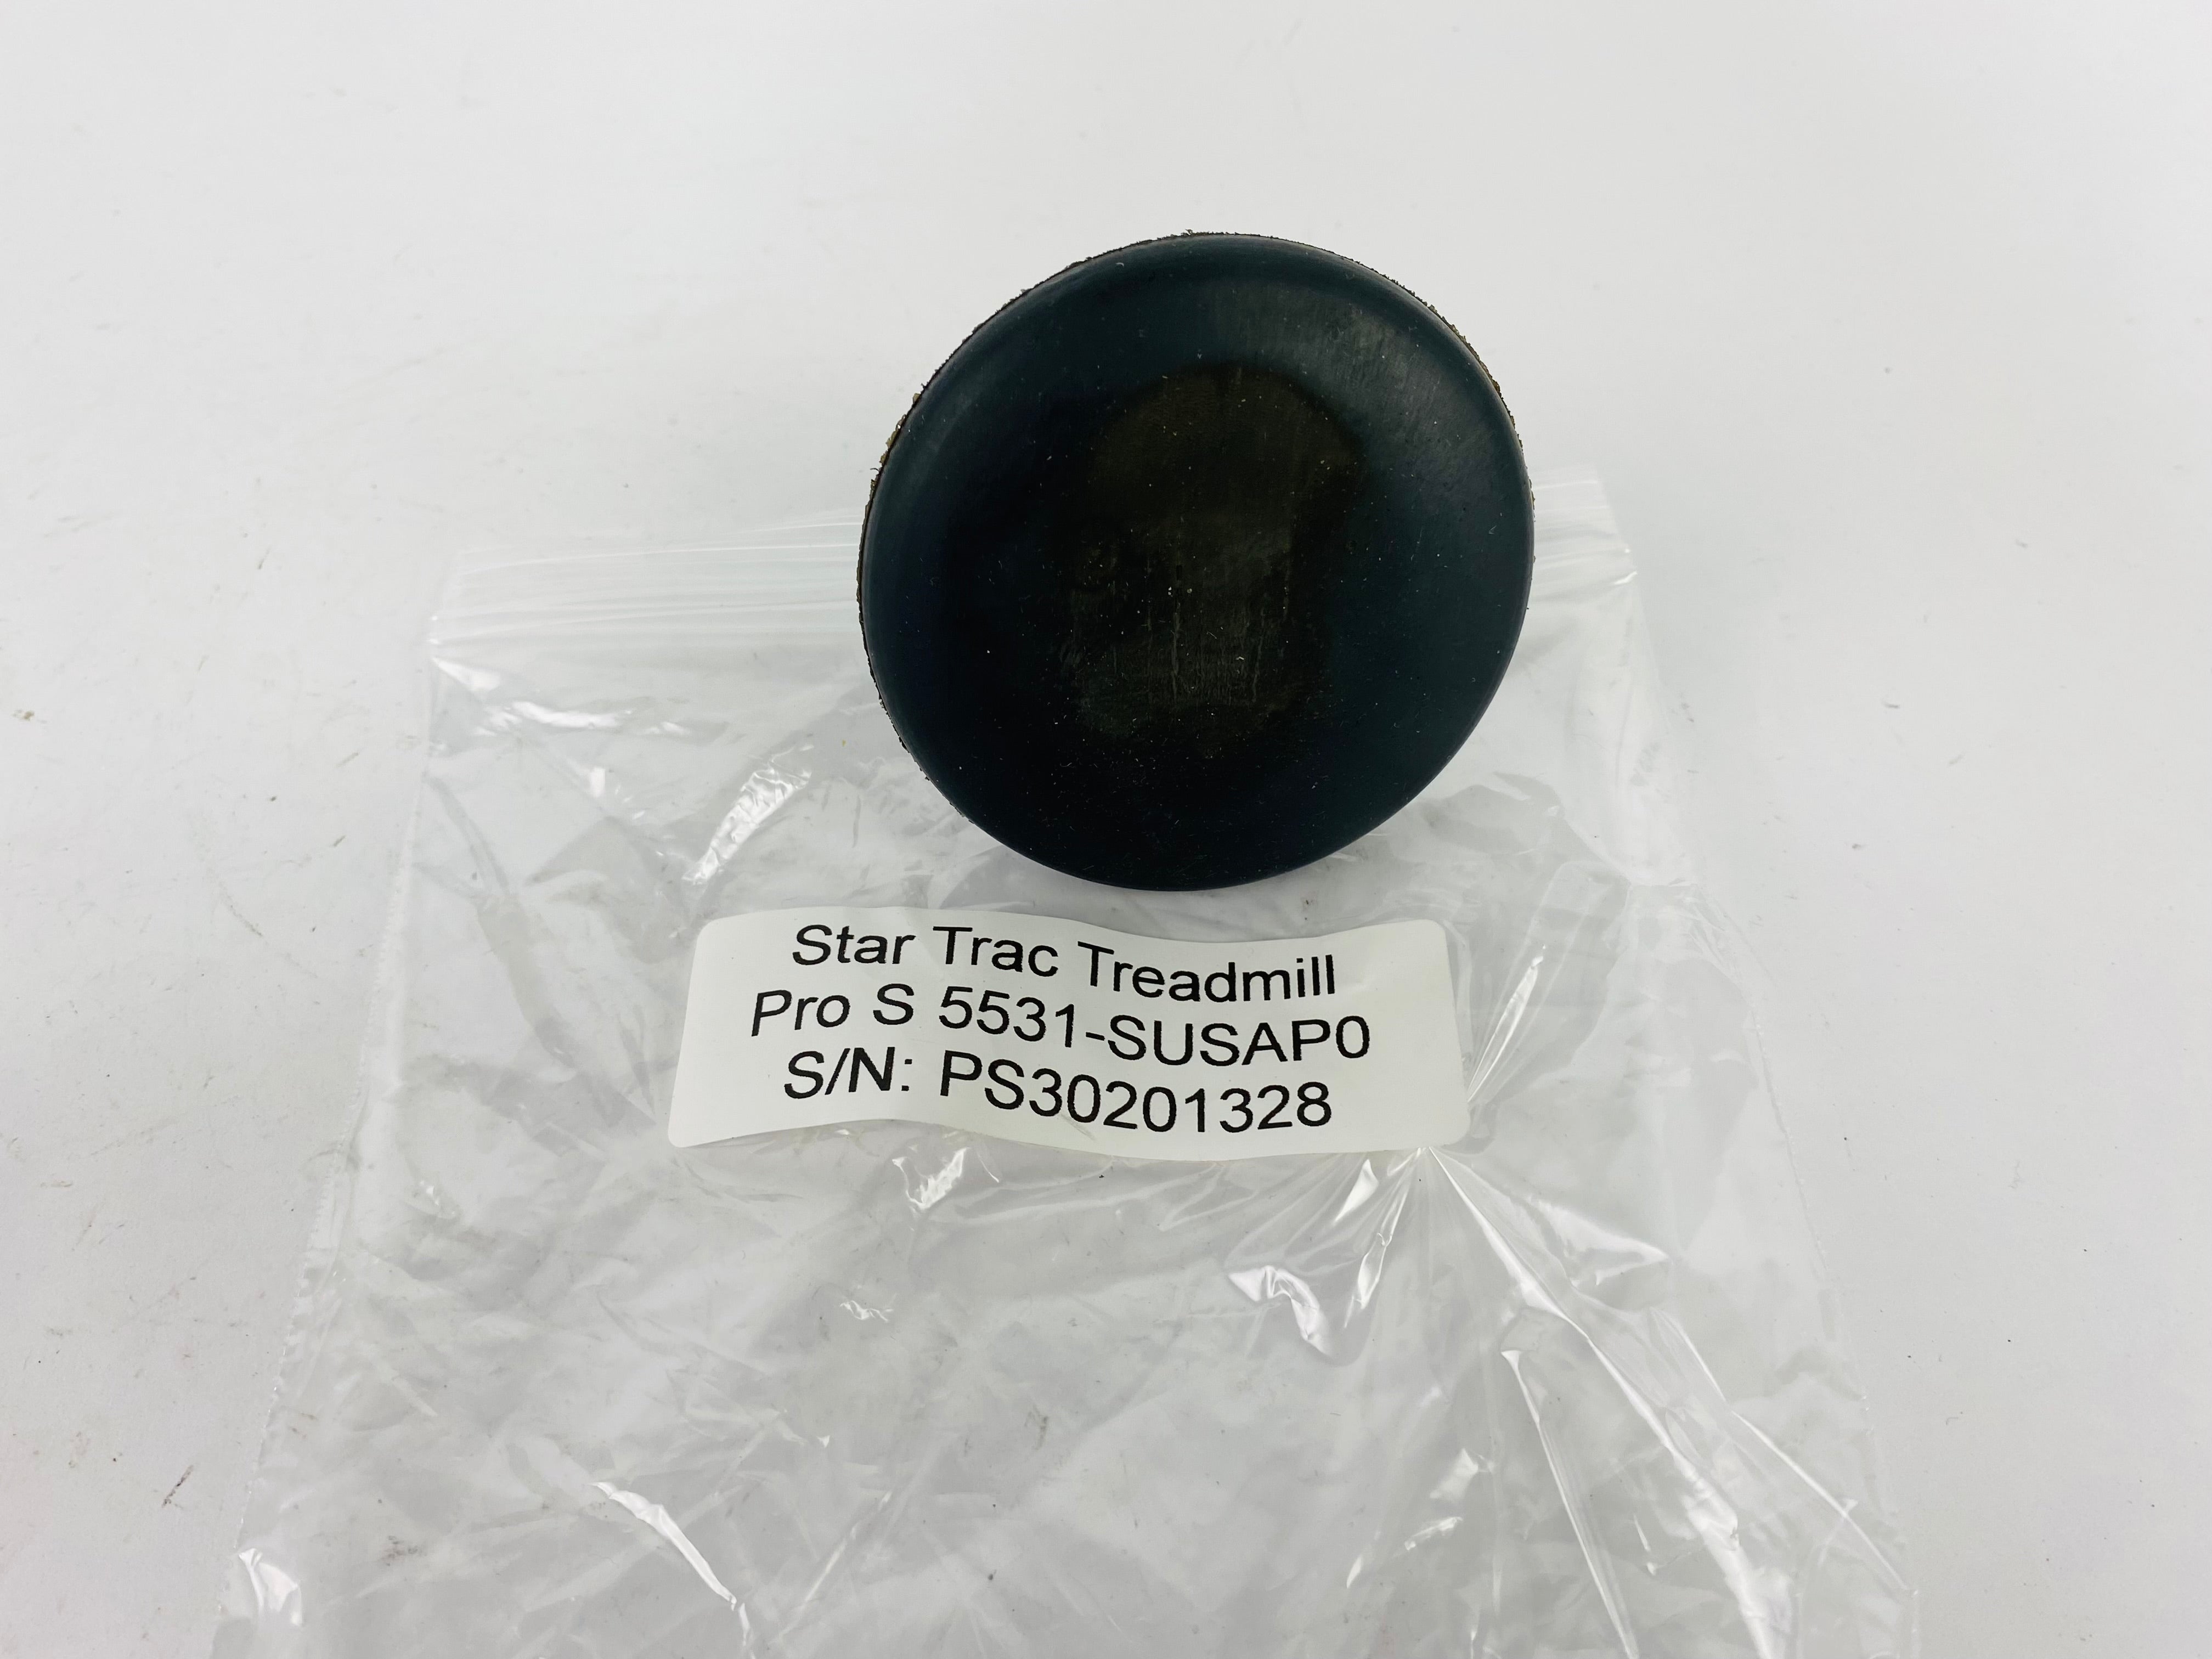 Star Trac Treadmill
Pro S 5531-SUSAP0
S/N: PS30201328